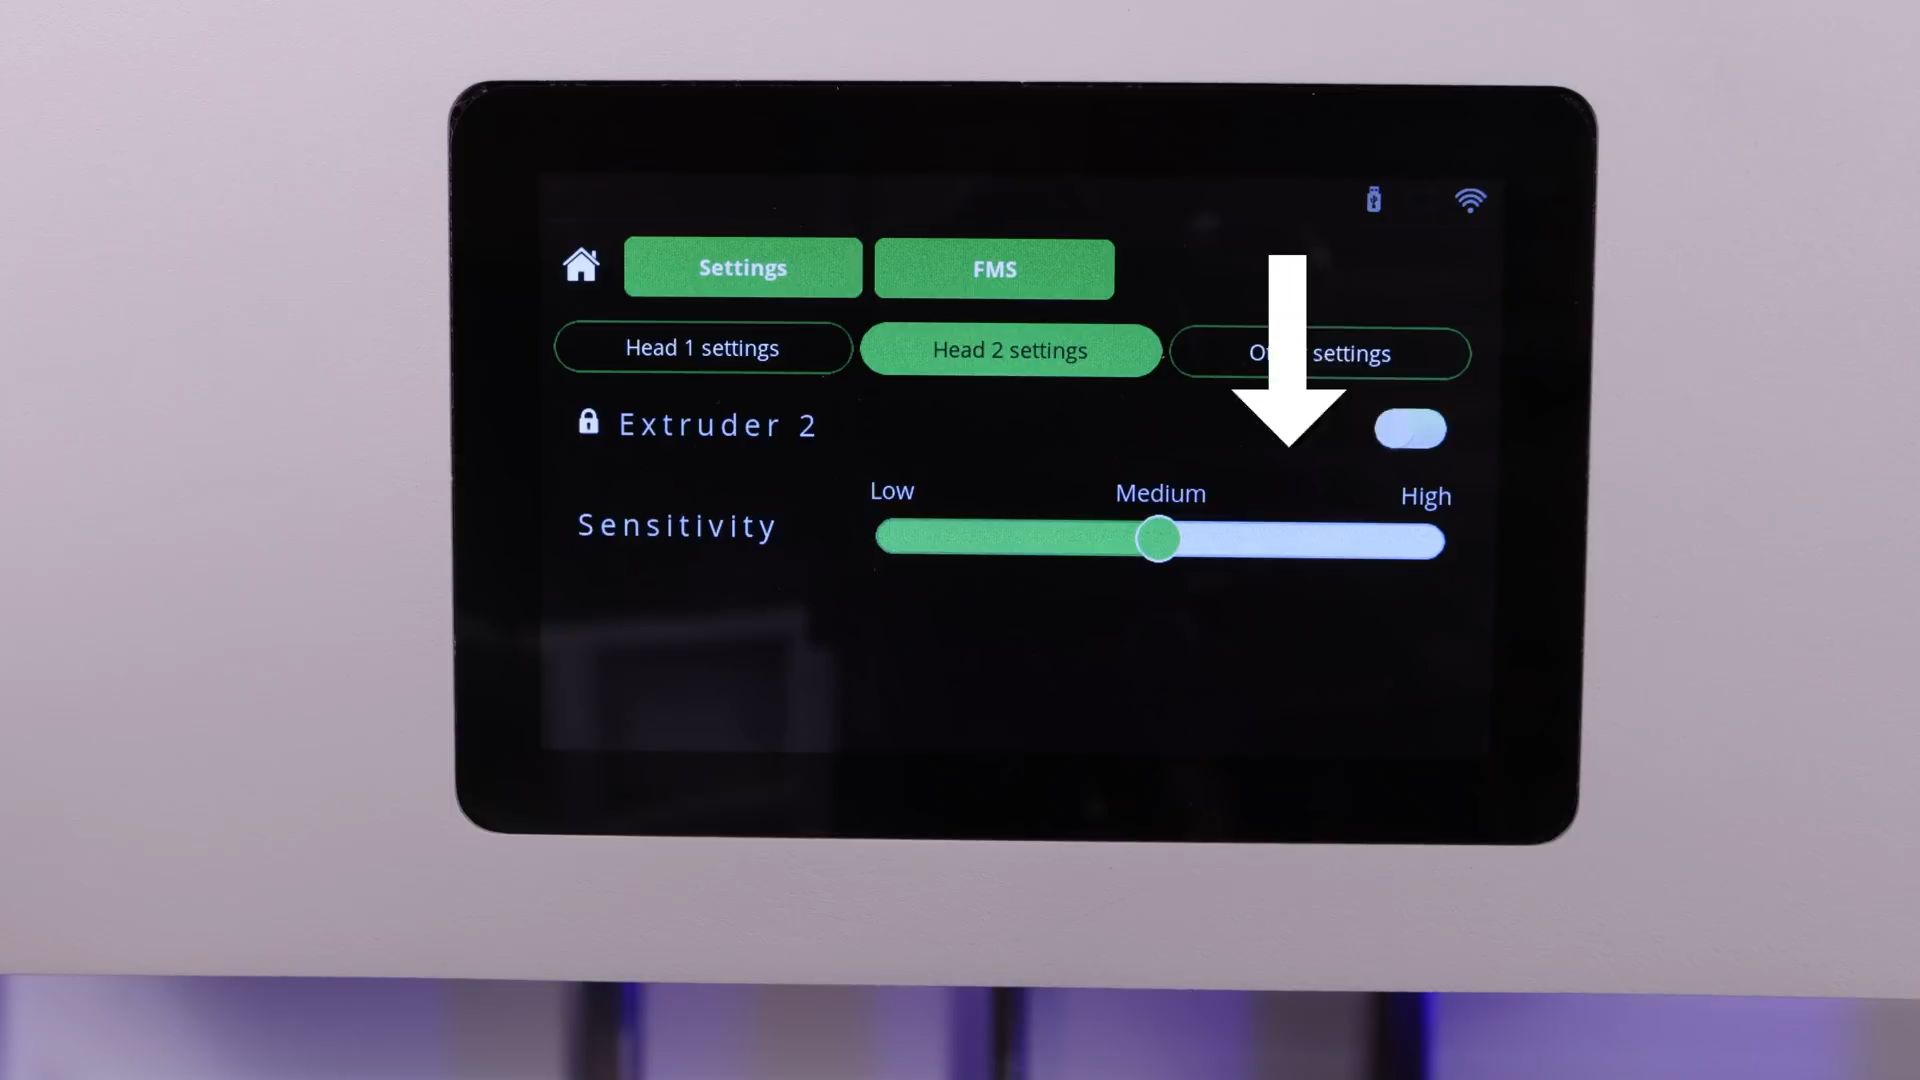 Settings
FMS
Head 1 settings
Head 2 settings
settings
Extruder 2
Low
Medium
High
Sensitivity